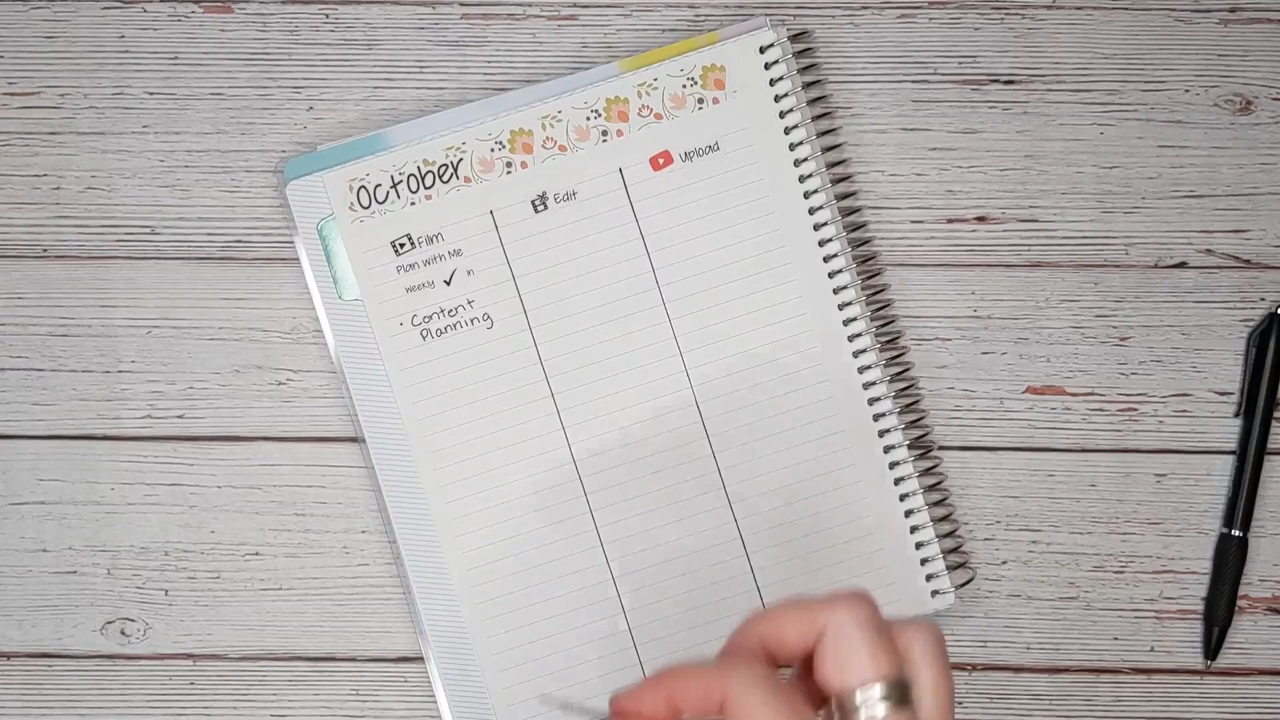 October
Film
Edit
Upload
Plan With Me
Weekly ✓ in
• Content
Planning